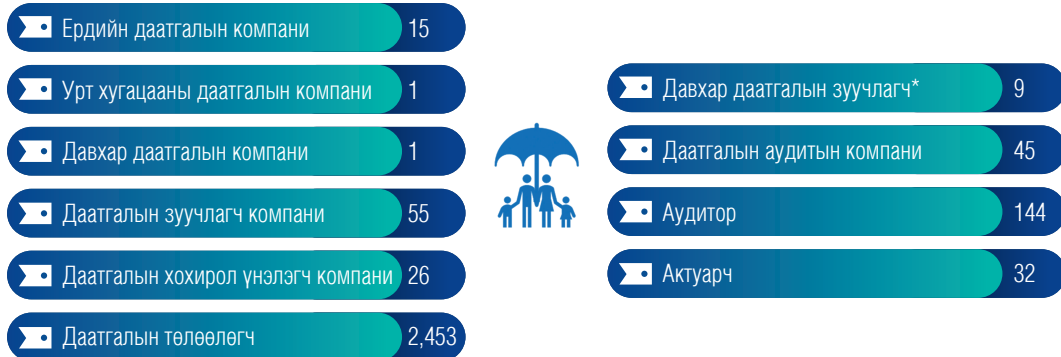 Ердийн даатгалын компани 15
Урт хугацааны даатгалын компани 1
Давхар даатгалын компани 1
Даатгалын зуучлагч компани 55
Даатгалын хохирол үнэлэгч компани 26
Даатгалын төлөөлөгч 2,453
Давхар даатгалын зуучлагч* 9
Даатгалын аудитын компани 45
Аудитор 144
Актуарч 32